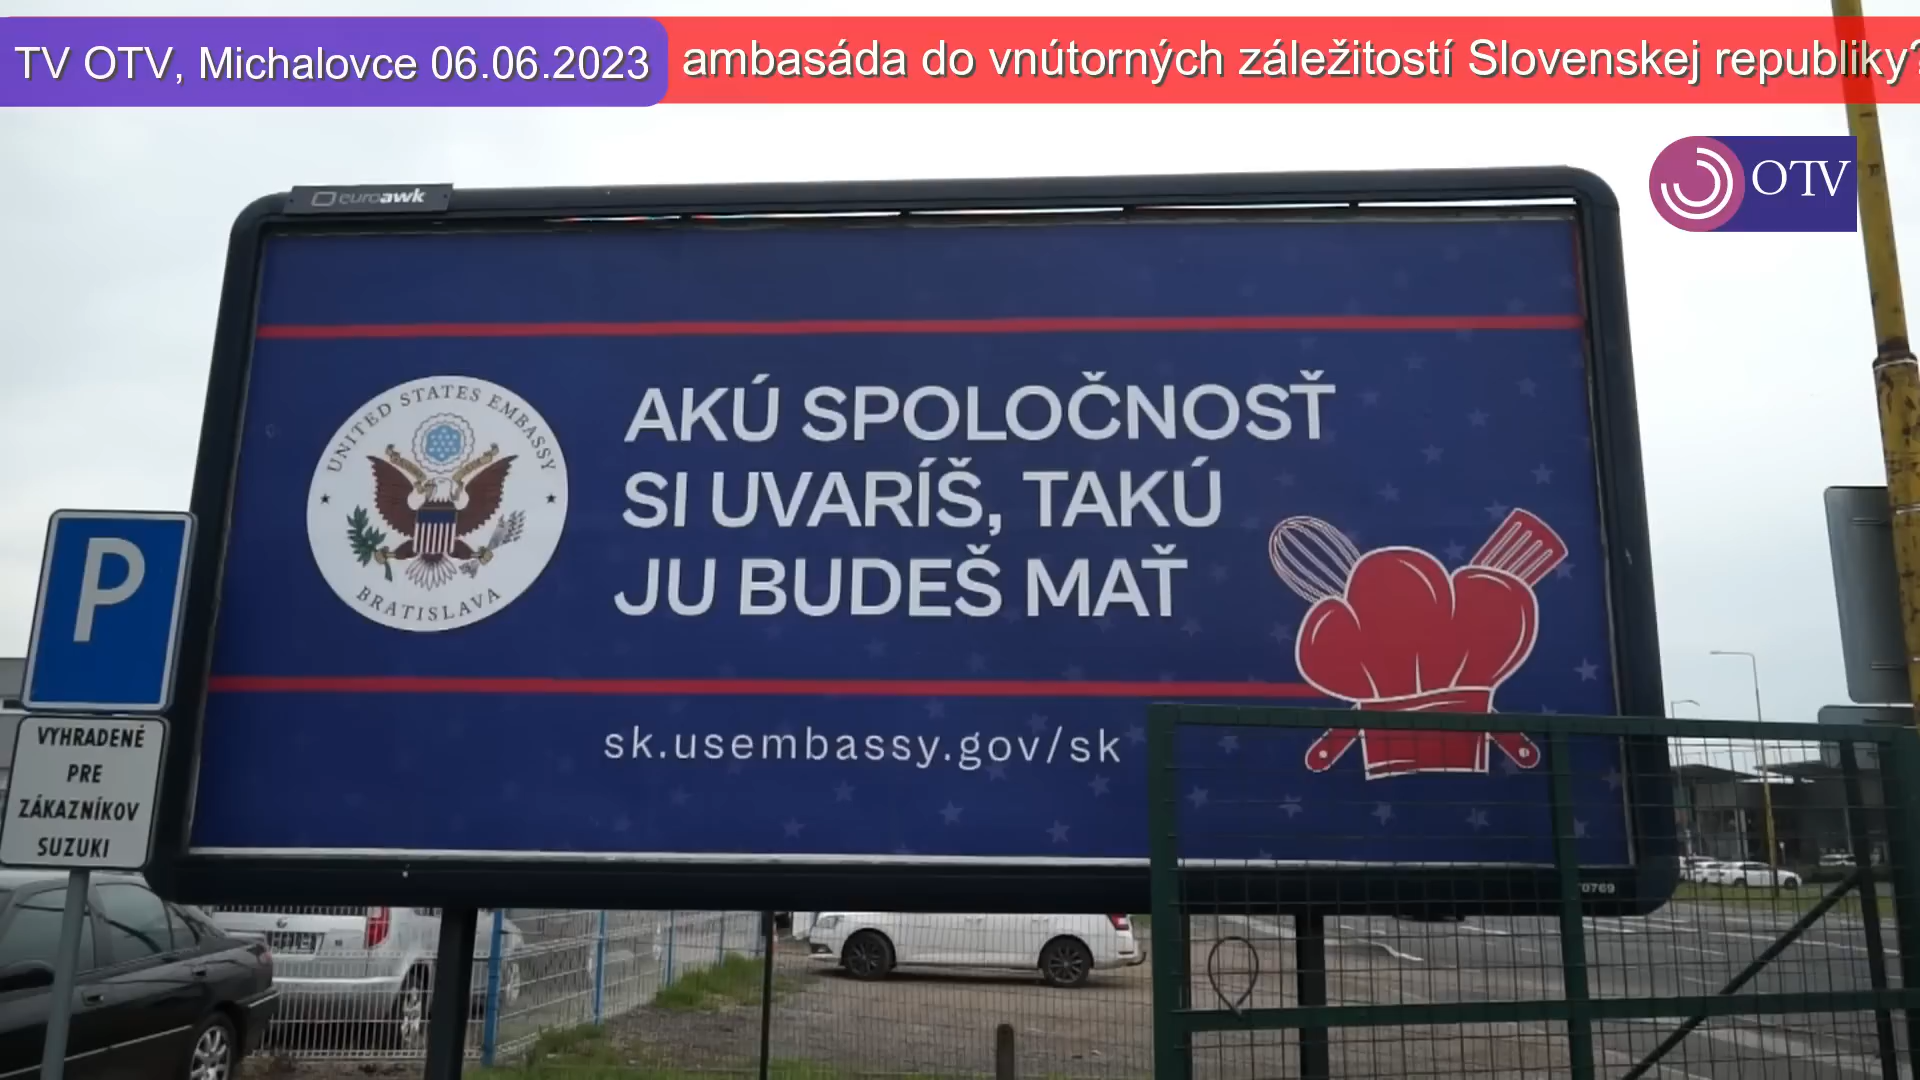 TV OTV, Michalovce 06.06.2023
ambasáda do vnútorných záležitostí Slovenskej republiky?
OTV
euroawk
UNITED STATES EMBASSY
BRATISLAVA
AKÚ SPOLOČNOSŤ
SI UVARÍŠ, TAKÚ
JU BUDEŠ MAŤ
sk.usembassy.gov/sk
P
VYHRADENÉ
PRE
ZÁKAZNÍKOV
SUZUKI
0769